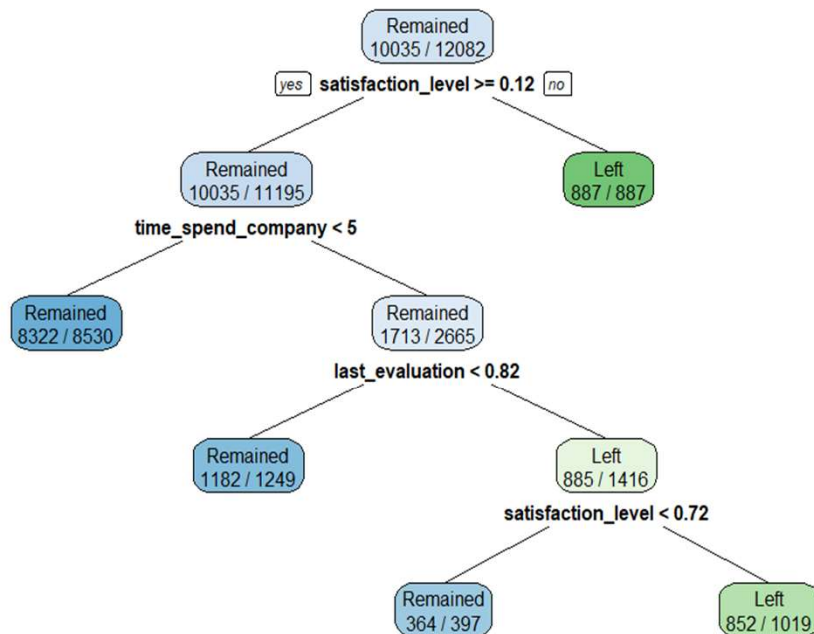 Remained
10035 / 12082
yes satisfaction_level >= 0.12 no
Remained
10035 / 11195
Left
887 / 887
time_spend_company < 5
Remained
8322 / 8530
Remained
1713 / 2665
last_evaluation < 0.82
Remained
1182 / 1249
Left
885 / 1416
satisfaction_level < 0.72
Remained
364 / 397
Left
852 / 1019